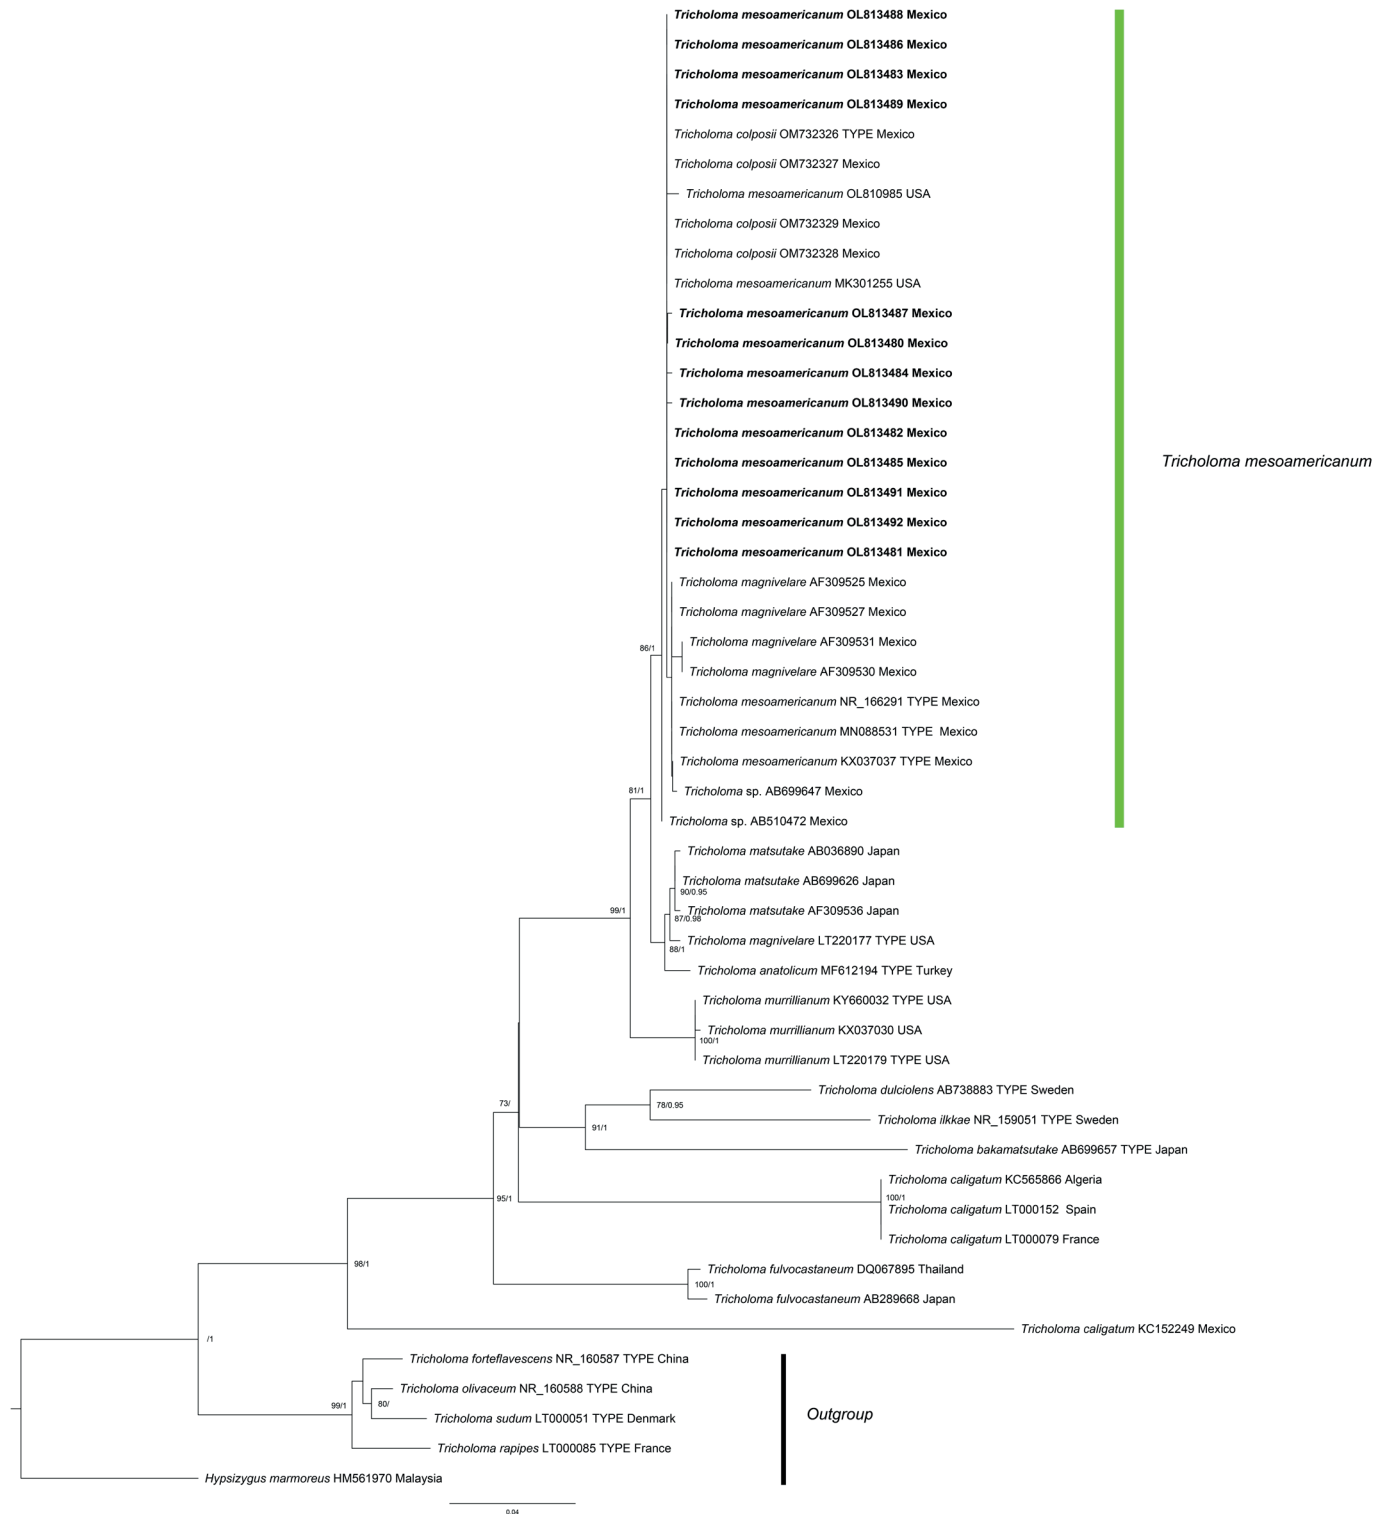 Tricholoma mesoamericanum OL813488 Mexico
Tricholoma mesoamericanum OL813486 Mexico
Tricholoma mesoamericanum OL813483 Mexico
Tricholoma mesoamericanum OL813489 Mexico
Tricholoma colposii OM732326 TYPE Mexico
Tricholoma colposii OM732327 Mexico
Tricholoma mesoamericanum OL810985 USA
Tricholoma colposii OM732329 Mexico
Tricholoma colposii OM732328 Mexico
Tricholoma mesoamericanum MK301255 USA
Tricholoma mesoamericanum OL813487 Mexico
Tricholoma mesoamericanum OL813480 Mexico
Tricholoma mesoamericanum OL813484 Mexico
Tricholoma mesoamericanum OL813490 Mexico
Tricholoma mesoamericanum OL813482 Mexico
Tricholoma mesoamericanum OL813485 Mexico
Tricholoma mesoamericanum
Tricholoma mesoamericanum OL813491 Mexico
Tricholoma mesoamericanum OL813492 Mexico
Tricholoma mesoamericanum OL813481 Mexico
Tricholoma magnivelare AF309525 Mexico
Tricholoma magnivelare AF309527 Mexico
Tricholoma magnivelare AF309531 Mexico
86/1
Tricholoma magnivelare AF309530 Mexico
Tricholoma mesoamericanum NR_166291 TYPE Mexico
Tricholoma mesoamericanum MN088531 TYPE Mexico
Tricholoma mesoamericanum KX037037 TYPE Mexico
81/1
Tricholoma sp. AB699647 Mexico
Tricholoma sp. AB510472 Mexico
Tricholoma matsutake AB036890 Japan
Tricholoma matsutake AB699626 Japan
90/0.95
99/1
Tricholoma matsutake AF309536 Japan
87/0.98
Tricholoma magnivelare LT220177 TYPE USA
88/1
Tricholoma anatolicum MF612194 TYPE Turkey
Tricholoma murrillianum KY660032 TYPE USA
Tricholoma murrillianum KX037030 USA
100/1
Tricholoma murrillianum LT220179 TYPE USA
Tricholoma dulciolens AB738883 TYPE Sweden
73/
78/0.95
Tricholoma ilkkae NR_159051 TYPE Sweden
91/1
Tricholoma bakamatsutake AB699657 TYPE Japan
Tricholoma caligatum KC565866 Algeria
95/1
100/1
Tricholoma caligatum LT000152 Spain
Tricholoma caligatum LT000079 France
98/1
Tricholoma fulvocastaneum DQ067895 Thailand
100/1
Tricholoma fulvocastaneum AB289668 Japan
Tricholoma caligatum KC152249 Mexico
/1
Tricholoma forteflavescens NR_160587 TYPE China
Tricholoma olivaceum NR_160588 TYPE China
99/1
80/
Outgroup
Tricholoma sudum LT000051 TYPE Denmark
Tricholoma rapipes LT000085 TYPE France
Hypsizygus marmoreus HM561970 Malaysia
0.04